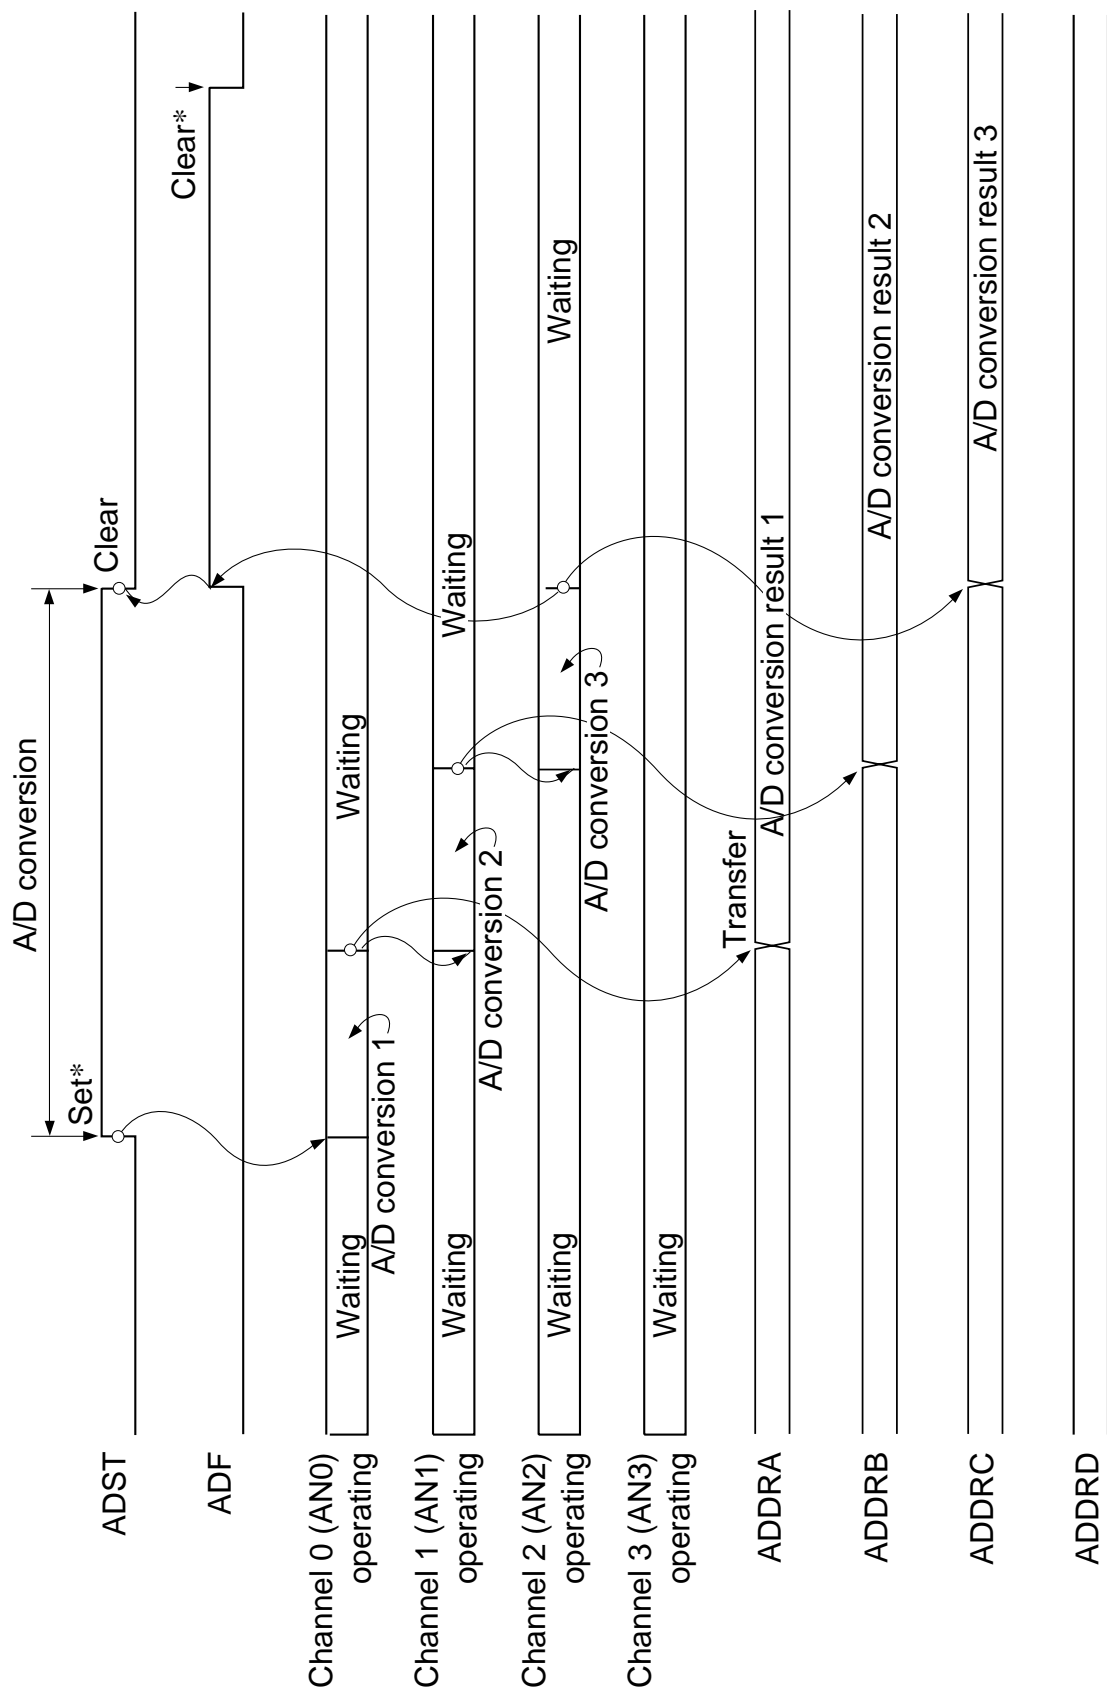 A/D conversion
Set*
Clear
ADST
Clear*
ADF
Channel 0 (AN0)
operating
Waiting
A/D conversion 1
Waiting
Channel 1 (AN1)
operating
Waiting
A/D conversion 2
Waiting
Channel 2 (AN2)
operating
Waiting
A/D conversion 3
Waiting
Channel 3 (AN3)
operating
Waiting
Transfer
ADDRA
A/D conversion result 1
ADDRB
A/D conversion result 2
ADDRC
A/D conversion result 3
ADDRD